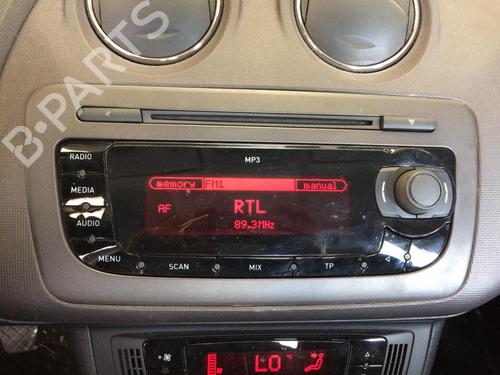 MP3
RADIO
MEDIA
AUDIO
MENU
SCAN
MIX
TP
memory FM1 manual
AF RTL
89.3MHz
LO
B-PARTS